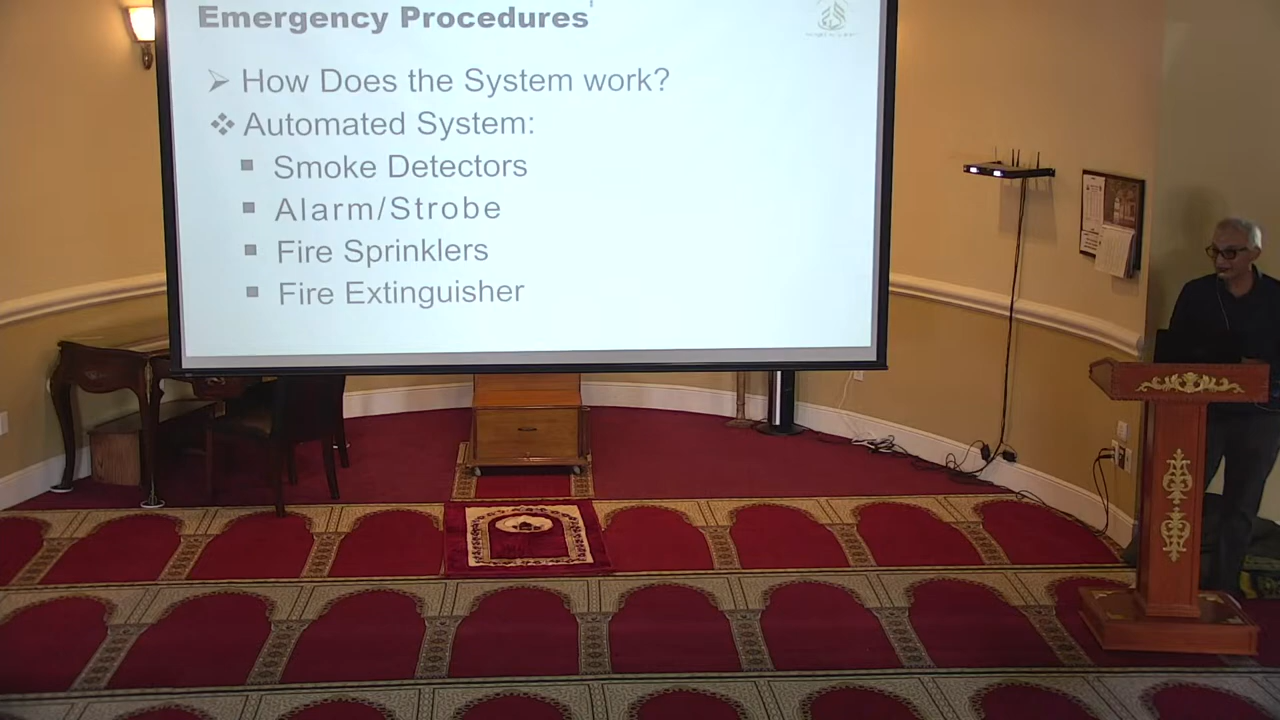 Emergency Procedures
How Does the System work?
Automated System:
Smoke Detectors
Alarm/Strobe
Fire Sprinklers
Fire Extinguisher